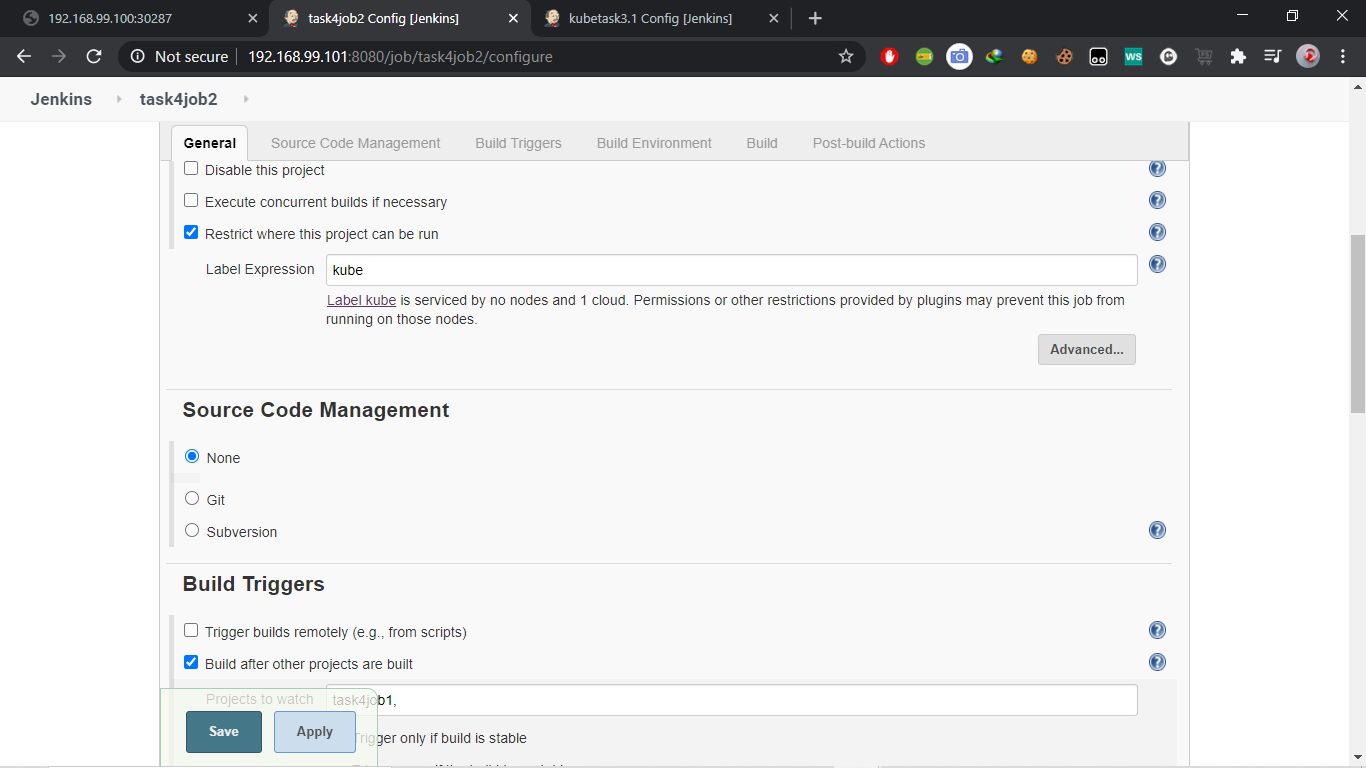 192.168.99.100:30287
task4job2 Config [Jenkins]
kubetask3.1 Config [Jenkins]
Not secure 192.168.99.101:8080/job/task4job2/configure
WS
Jenkins
task4job2
General
Source Code Management
Build Triggers
Build Environment
Build
Post-build Actions
Disable this project
Execute concurrent builds if necessary
Restrict where this project can be run
Label Expression
kube
Label kube is serviced by no nodes and 1 cloud. Permissions or other restrictions provided by plugins may prevent this job from
running on those nodes.
Advanced...
Source Code Management
None
Git
Subversion
Build Triggers
Trigger builds remotely (e.g., from scripts)
Build after other projects are built
Projects to watch
task4job1,
Trigger only if build is stable
Save
Apply